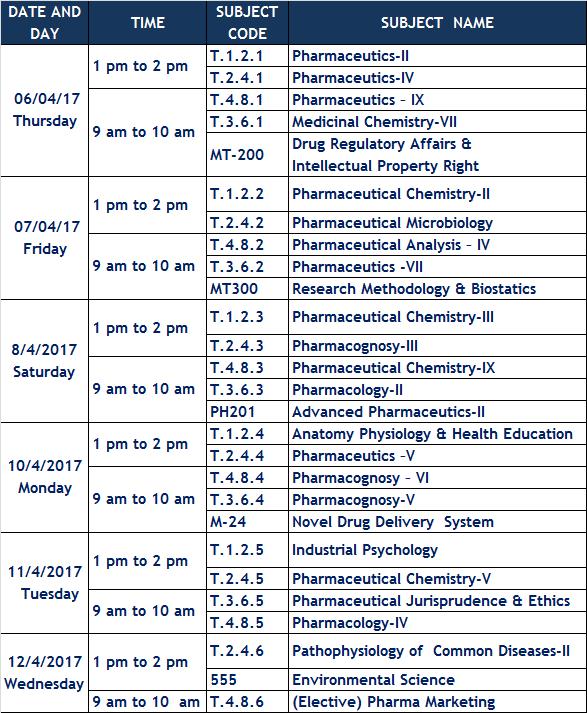 DATE AND DAY TIME SUBJECT CODE SUBJECT NAME
06/04/17 Thursday
1 pm to 2 pm
T.1.2.1 Pharmaceutics-II
T.2.4.1 Pharmaceutics-IV
9 am to 10 am
T.4.8.1 Pharmaceutics – IX
T.3.6.1 Medicinal Chemistry-VII
MT-200 Drug Regulatory Affairs &
Intellectual Property Right
07/04/17 Friday
1 pm to 2 pm
T.1.2.2 Pharmaceutical Chemistry-II
T.2.4.2 Pharmaceutical Microbiology
9 am to 10 am
T.4.8.2 Pharmaceutical Analysis – IV
T.3.6.2 Pharmaceutics -VII
MT300 Research Methodology & Biostatics
8/4/2017 Saturday
1 pm to 2 pm
T.1.2.3 Pharmaceutical Chemistry-III
T.2.4.3 Pharmacognosy-III
9 am to 10 am
T.4.8.3 Pharmaceutical Chemistry-IX
T.3.6.3 Pharmacology-II
PH201 Advanced Pharmaceutics-II
10/4/2017 Monday
1 pm to 2 pm
T.1.2.4 Anatomy Physiology & Health Education
T.2.4.4 Pharmaceutics –V
9 am to 10 am
T.4.8.4 Pharmacognosy – VI
T.3.6.4 Pharmacognosy-V
M-24 Novel Drug Delivery System
11/4/2017 Tuesday
1 pm to 2 pm
T.1.2.5 Industrial Psychology
T.2.4.5 Pharmaceutical Chemistry-V
9 am to 10 am
T.3.6.5 Pharmaceutical Jurisprudence & Ethics
T.4.8.5 Pharmacology-IV
12/4/2017 Wednesday
1 pm to 2 pm
T.2.4.6 Pathophysiology of Common Diseases-II
555 Environmental Science
9 am to 10 am
T.4.8.6 (Elective) Pharma Marketing